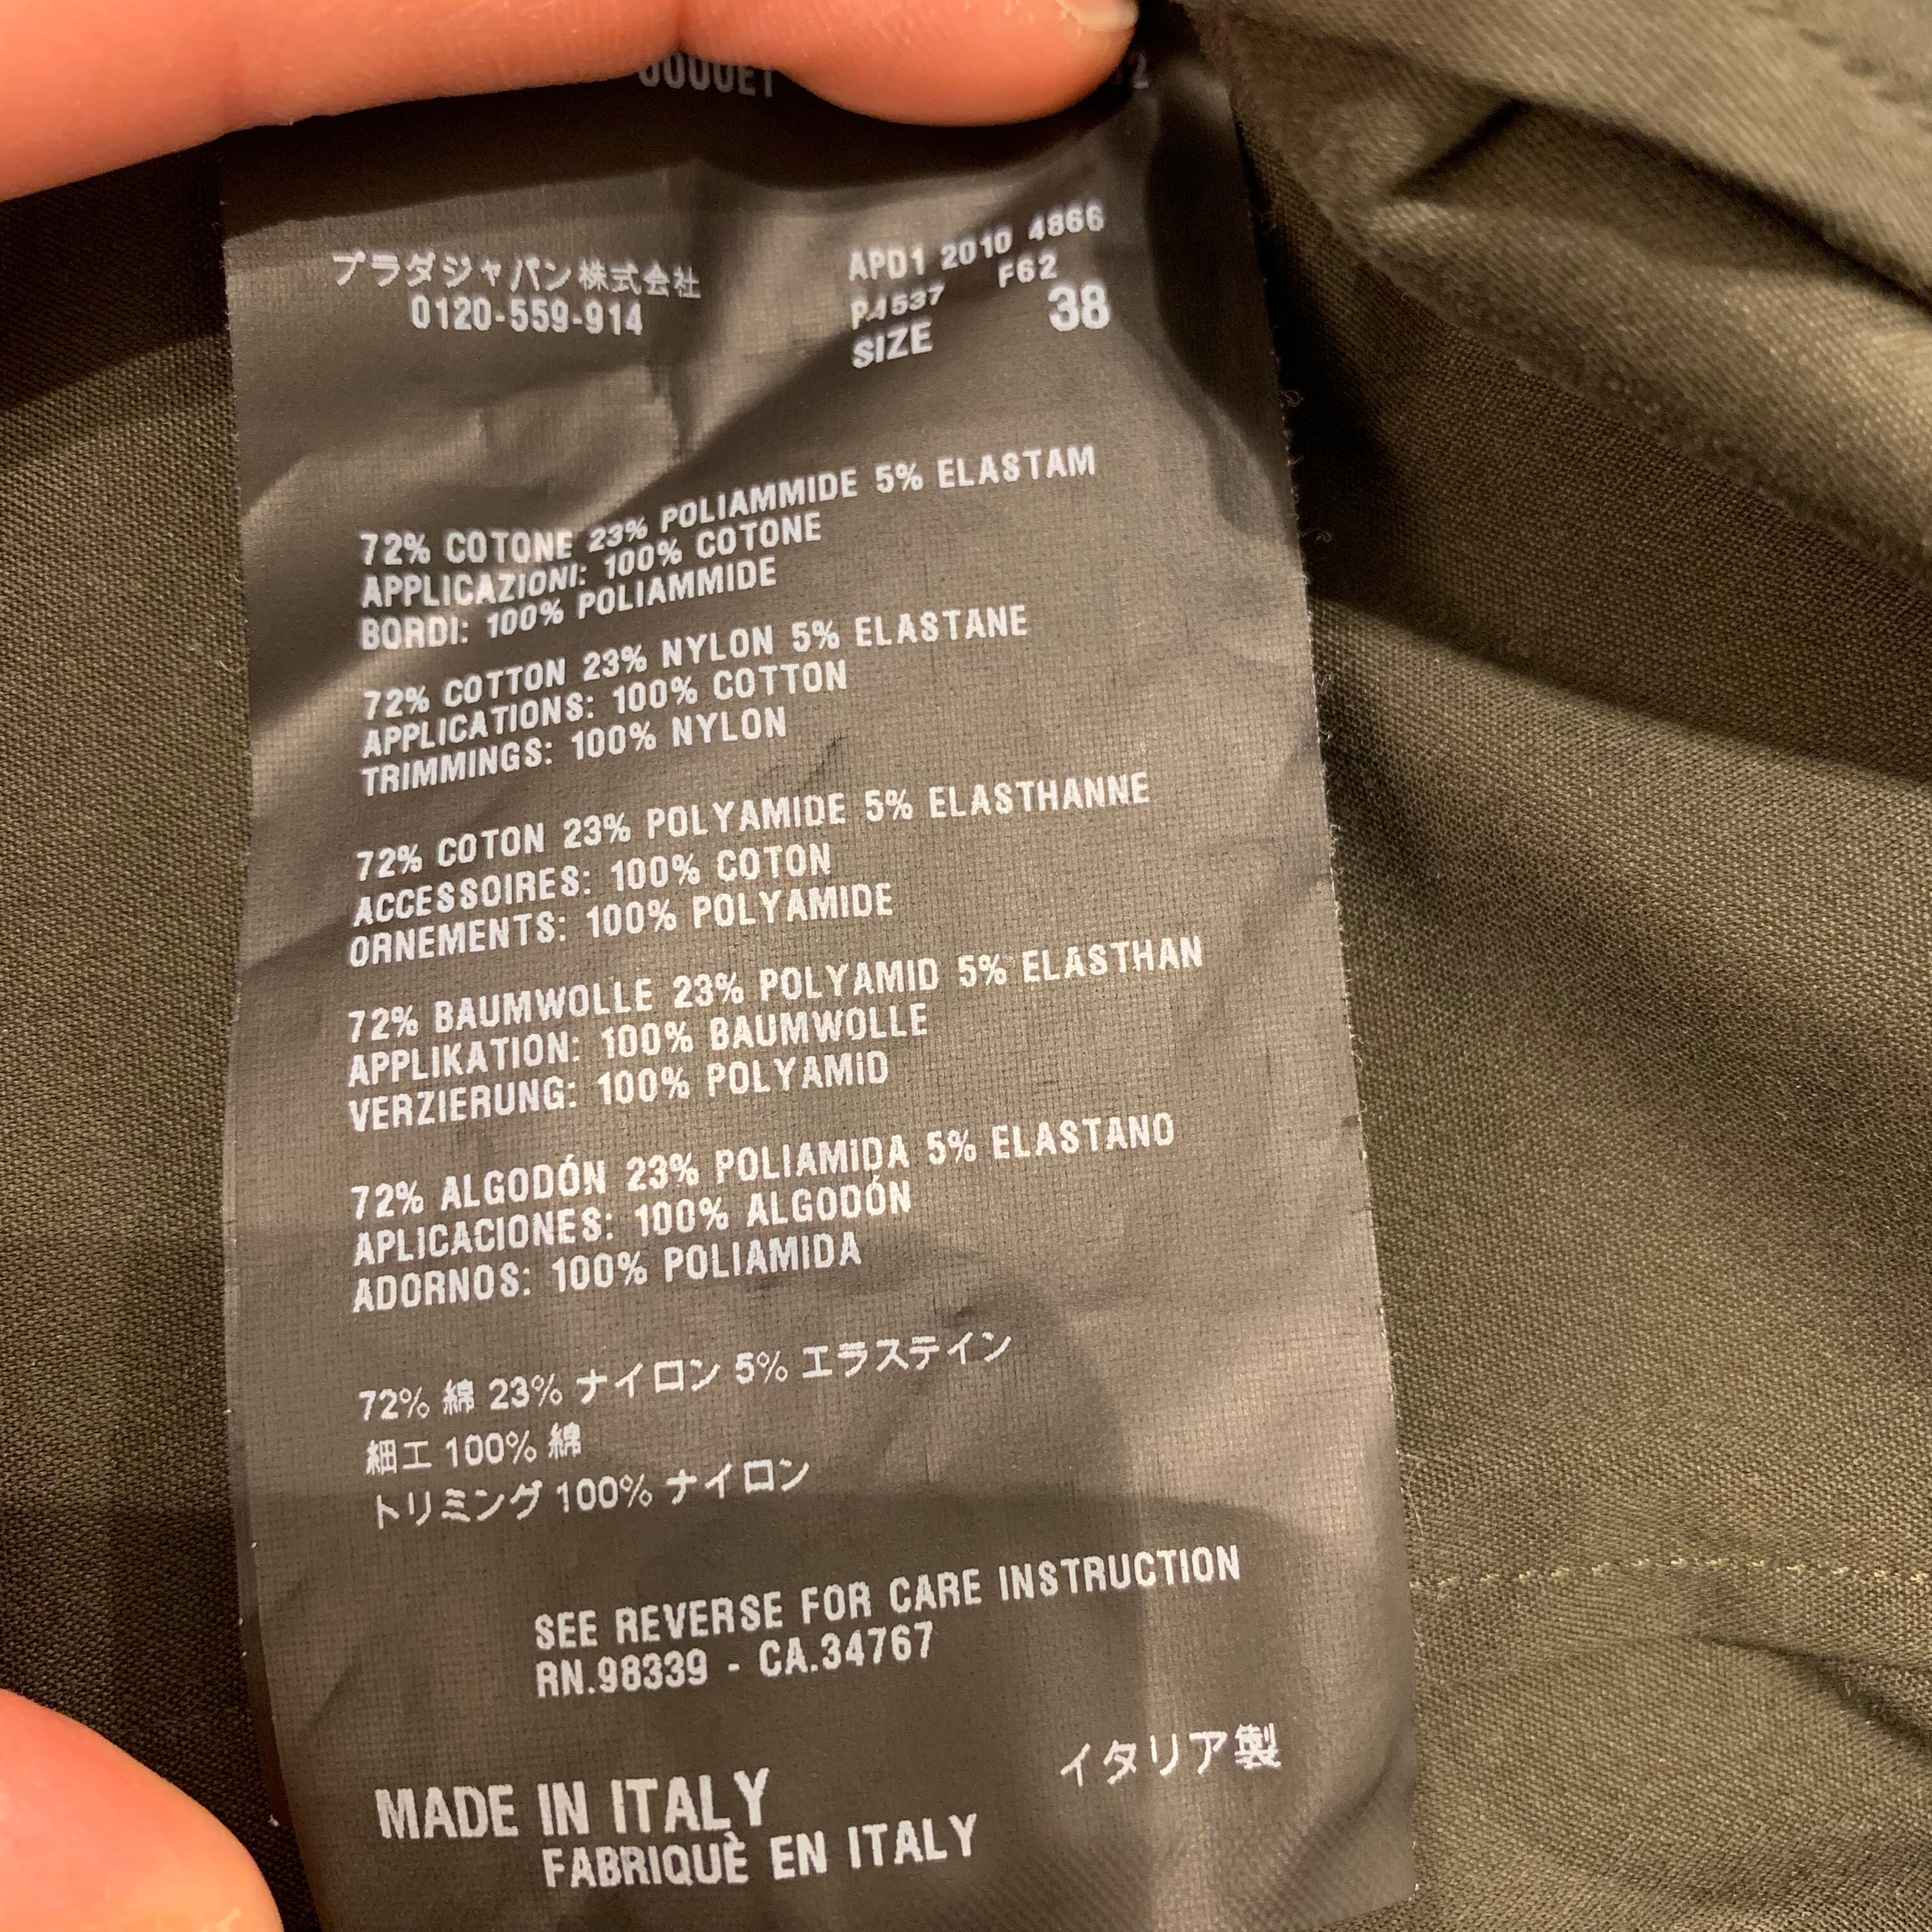 プラダジャパン株式会社
0120-559-914
APD1 2010 4866
P4537 F62
SIZE 38
72% COTONE 23% POLIAMMIDE 5% ELASTAM
APPLICAZIONI: 100% COTONE
BORDI: 100% POLIAMMIDE
72% COTTON 23% NYLON 5% ELASTANE
APPLICATIONS: 100% COTTON
TRIMMINGS: 100% NYLON
72% COTON 23% POLYAMIDE 5% ELASTHANNE
ACCESSOIRES: 100% COTON
ORNEMENTS: 100% POLYAMIDE
72% BAUMWOLLE 23% POLYAMID 5% ELASTHAN
APPLIKATION: 100% BAUMWOLLE
VERZIERUNG: 100% POLYAMID
72% ALGODÓN 23% POLIAMIDA 5% ELASTANO
APLICACIONES: 100% ALGODÓN
ADORNOS: 100% POLIAMIDA
72% 綿 23% ナイロン 5% エラステイン
細工 100% 綿
トリミング 100% ナイロン
SEE REVERSE FOR CARE INSTRUCTION
RN.98339 - CA.34767
イタリア製
MADE IN ITALY
FABRIQUÈ EN ITALY